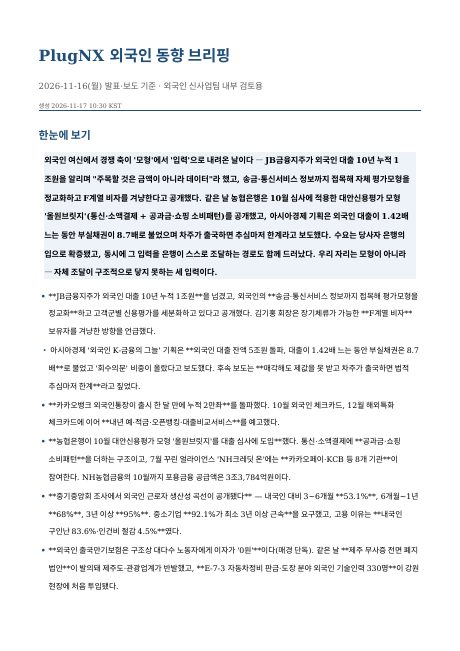 PlugNX 외국인 동향 브리핑
2026-11-16(월) 발표·보도 기준 · 외국인 신사업팀 내부 검토용
생성 2026-11-17 10:30 KST
한눈에 보기
외국인 여신에서 경쟁 축이 '모형'에서 '입력'으로 내려온 날이다 — JB금융지주가 외국인 대출 10년 누적 1
조원을 알리며 "주목할 것은 금액이 아니라 데이터"라 했고, 송금·통신서비스 정보까지 접목해 자체 평가모형을
정교화하고 F계열 비자를 겨냥한다고 공개했다. 같은 날 농협은행은 10월 심사에 적용한 대안신용평가 모형
'올원브릿지'(통신·소액결제 + 공과금·쇼핑 소비패턴)를 공개했고, 아시아경제 기획은 외국인 대출이 1.42배
느는 동안 부실채권이 8.7배로 불었으며 차주가 출국하면 추심마저 한계라고 보도했다. 수요는 당사자 은행의
입으로 확증됐고, 동시에 그 입력을 은행이 스스로 조달하는 경로도 함께 드러났다. 우리 자리는 모형이 아니라
— 자체 조달이 구조적으로 닿지 못하는 세 입력이다.
• **JB금융지주가 외국인 대출 10년 누적 1조원**을 넘겼고, 외국인의 **송금·통신서비스 정보까지 접목해 평가모형을
정교화**하고 고객군별 신용평가를 세분화하고 있다고 공개했다. 김기홍 회장은 장기체류가 가능한 **F계열 비자**
보유자를 겨냥한 방향을 언급했다.
• 아시아경제 '외국인 K-금융의 그늘' 기획은 **외국인 대출 잔액 5조원 돌파, 대출이 1.42배 느는 동안 부실채권은 8.7
배**로 불었고 '회수의문' 비중이 올랐다고 보도했다. 후속 보도는 **매각해도 제값을 못 받고 차주가 출국하면 법적
추심마저 한계**라고 짚었다.
• **카카오뱅크 외국인통장이 출시 한 달 만에 누적 2만좌**를 돌파했다. 10월 외국인 체크카드, 12월 해외특화
체크카드에 이어 **내년 예·적금·오픈뱅킹·대출비교서비스**를 예고했다.
• **농협은행이 10월 대안신용평가 모형 '올원브릿지'를 대출 심사에 도입**했다. 통신·소액결제에 **공과금·쇼핑
소비패턴**을 더하는 구조이고, 7월 꾸린 얼라이언스 'NH크레딧 온'에는 **카카오페이·KCB 등 8개 기관**이
참여한다. NH농협금융의 10월까지 포용금융 공급액은 3조3,784억원이다.
• **중기중앙회 조사에서 외국인 근로자 생산성 곡선이 공개됐다** — 내국인 대비 3~6개월 **53.1%**, 6개월~1년
**68%**, 3년 이상 **95%**. 중소기업 **92.1%가 최소 3년 이상 근속**을 요구했고, 고용 이유는 **내국인
구인난 83.6%·인건비 절감 4.5%**였다.
• **외국인 출국만기보험은 구조상 대다수 노동자에게 이자가 '0원'**이다(매경 단독). 같은 날 **제주 무사증 전면 폐지
법안**이 발의돼 제주도·관광업계가 반발했고, **E-7-3 자동차정비 판금·도장 분야 외국인 기술인력 330명**이 강원
현장에 처음 투입됐다.